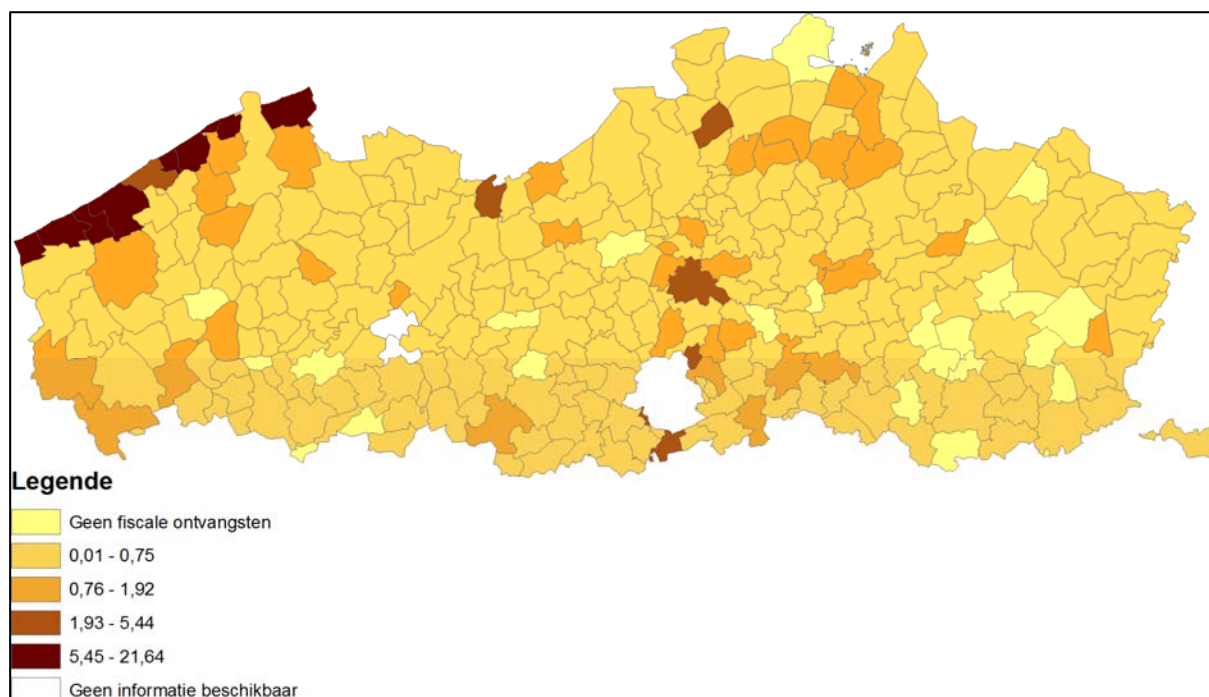 Legende
Geen fiscale ontvangsten
0,01 - 0,75
0,76 - 1,92
1,93 - 5,44
5,45 - 21,64
Geen informatie beschikbaar